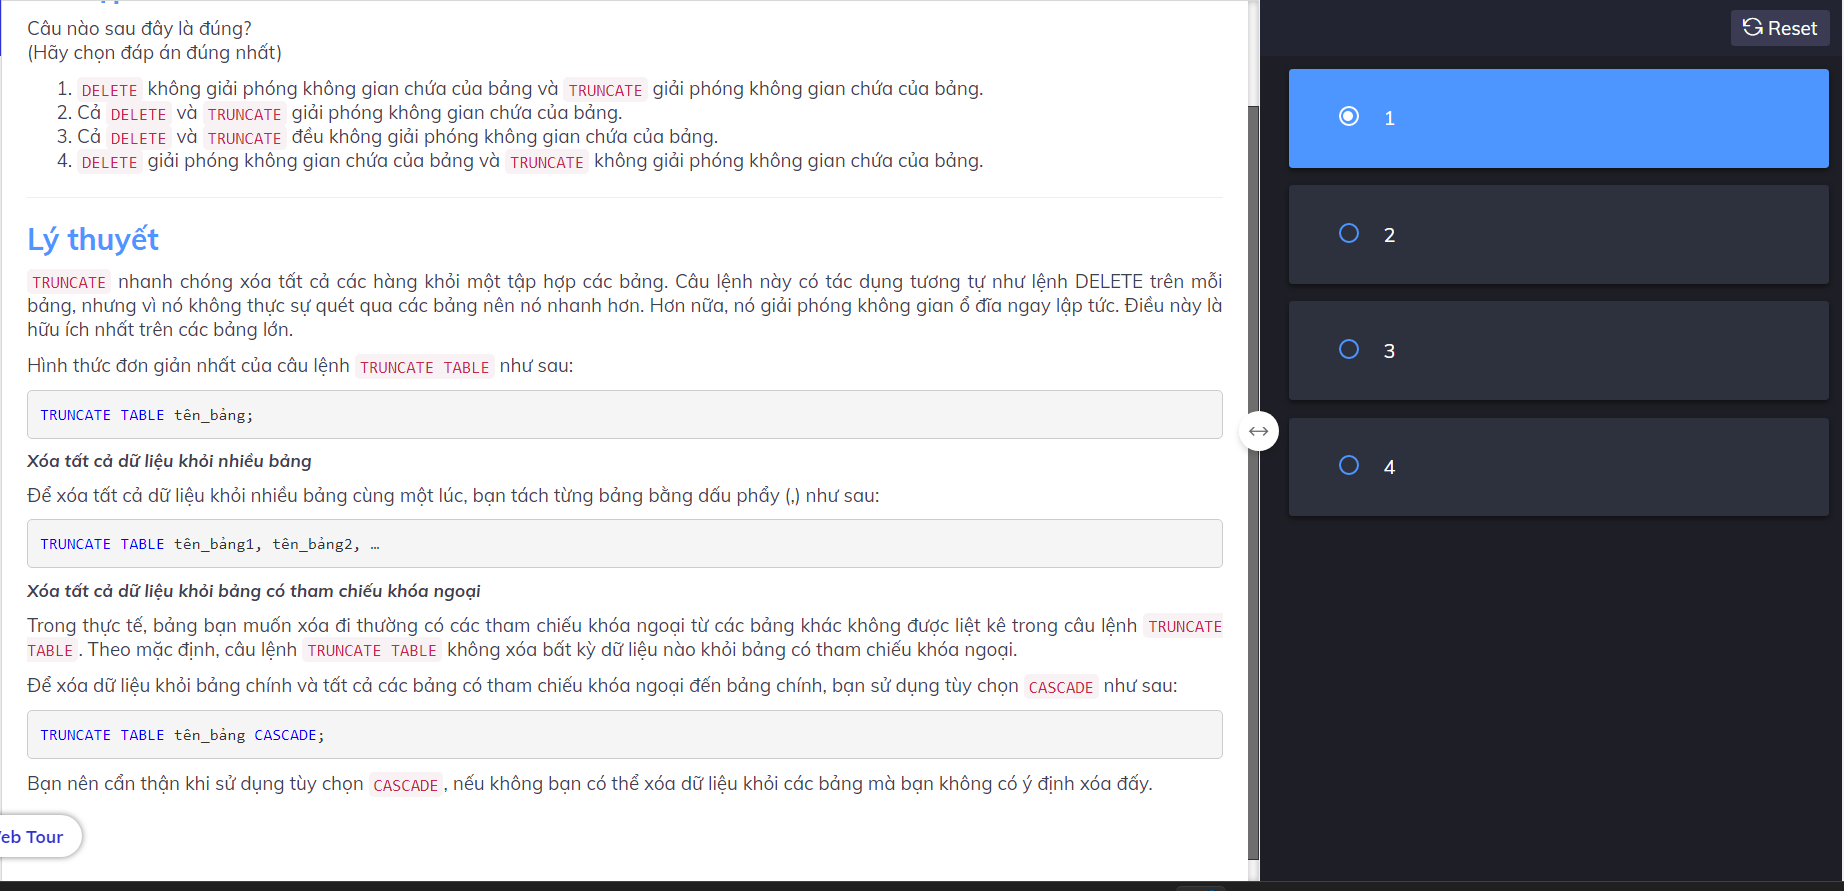 Câu nào sau đây là đúng?
(Hãy chọn đáp án đúng nhất)
1. DELETE không giải phóng không gian chứa của bảng và TRUNCATE giải phóng không gian chứa của bảng.
2. Cả DELETE và TRUNCATE giải phóng không gian chứa của bảng.
3. Cả DELETE và TRUNCATE đều không giải phóng không gian chứa của bảng.
4. DELETE giải phóng không gian chứa của bảng và TRUNCATE không giải phóng không gian chứa của bảng.
Lý thuyết
TRUNCATE nhanh chóng xóa tất cả các hàng khỏi một tập hợp các bảng. Câu lệnh này có tác dụng tương tự như lệnh DELETE trên mỗi
bảng, nhưng vì nó không thực sự quét qua các bảng nên nó nhanh hơn. Hơn nữa, nó giải phóng không gian ổ đĩa ngay lập tức. Điều này là
hữu ích nhất trên các bảng lớn.
Hình thức đơn giản nhất của câu lệnh TRUNCATE TABLE như sau:
TRUNCATE TABLE tên_bảng;
Xóa tất cả dữ liệu khỏi nhiều bảng
Để xóa tất cả dữ liệu khỏi nhiều bảng cùng một lúc, bạn tách từng bảng bằng dấu phẩy (,) như sau:
TRUNCATE TABLE tên_bảng1, tên_bảng2, …
Xóa tất cả dữ liệu khỏi bảng có tham chiếu khóa ngoại
Trong thực tế, bảng bạn muốn xóa đi thường có các tham chiếu khóa ngoại từ các bảng khác không được liệt kê trong câu lệnh TRUNCATE
TABLE. Theo mặc định, câu lệnh TRUNCATE TABLE không xóa bất kỳ dữ liệu nào khỏi bảng có tham chiếu khóa ngoại.
Để xóa dữ liệu khỏi bảng chính và tất cả các bảng có tham chiếu khóa ngoại đến bảng chính, bạn sử dụng tùy chọn CASCADE như sau:
TRUNCATE TABLE tên_bảng CASCADE;
Bạn nên cẩn thận khi sử dụng tùy chọn CASCADE, nếu không bạn có thể xóa dữ liệu khỏi các bảng mà bạn không có ý định xóa đấy.
eb Tour
Reset
1
2
3
4